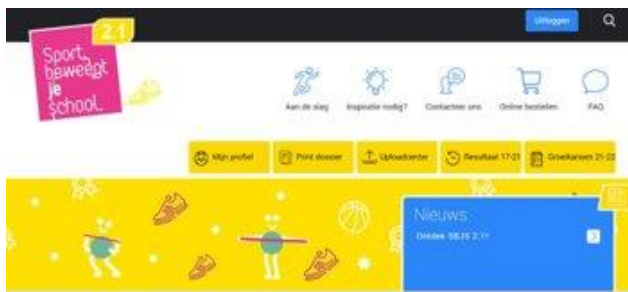 Uitloggen
2.1
Sport
beweegt
je
school
Aan de slag
Inspiratie nodig?
Contacteer ons
Online bestellen
FAQ
Mijn profiel
Print dossier
Uploadcenter
Resultaat 17-21
Groeikansen 21-22
Nieuws
Ontdek SBJS 2.1!